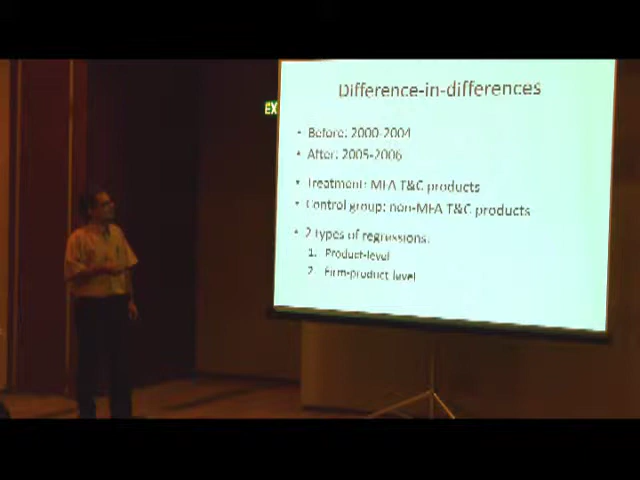 Difference-in-differences
EX
• Before: 2000-2004
• After: 2005-2006
• Treatment: MFA T&C products
• Control group: non-MFA T&C products
• 2 types of regressions:
1. Product-level
2. Firm-product level